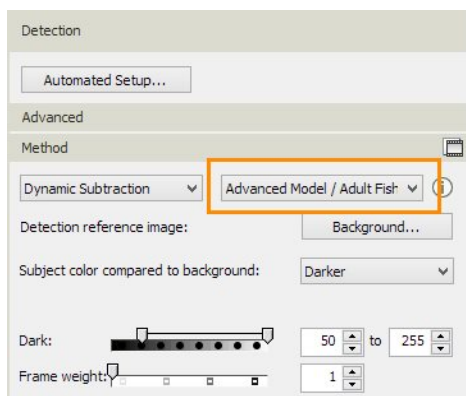 Detection
Automated Setup...
Advanced
Method
Dynamic Subtraction Advanced Model / Adult Fish
Detection reference image: Background...
Subject color compared to background: Darker
Dark: 50 to 255
Frame weight: 1